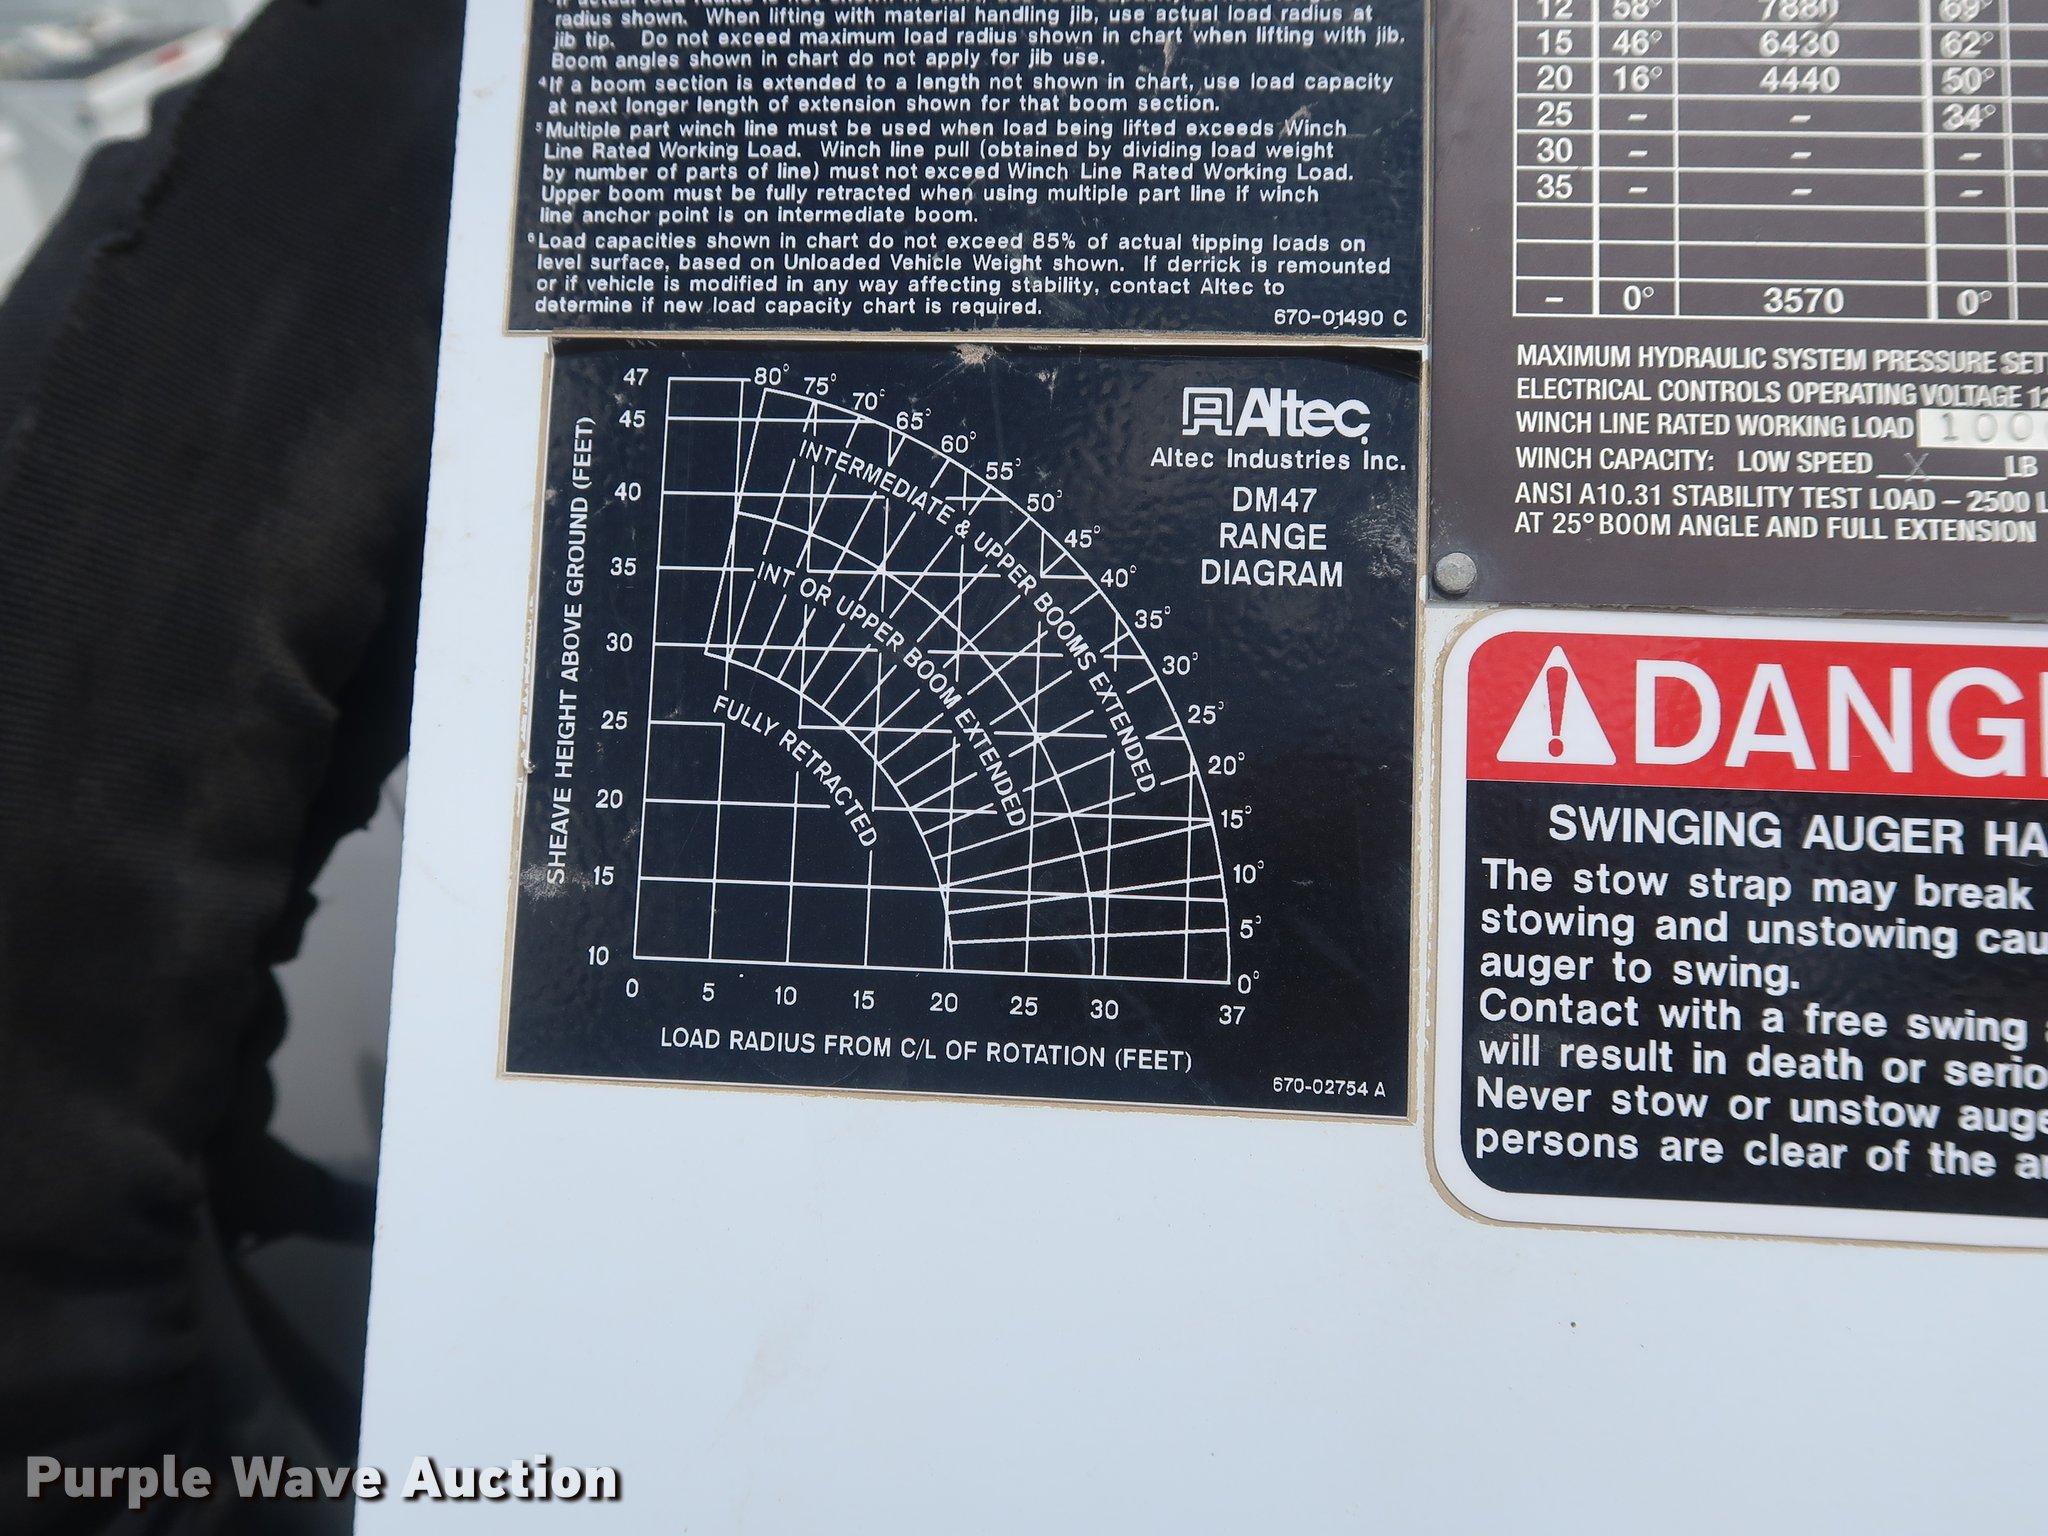 radius shown. When lifting with material handling jib, use actual load radius at
jib tip. Do not exceed maximum load radius shown in chart when lifting with jib.
Boom angles shown in chart do not apply for jib use.
4 If a boom section is extended to a length not shown in chart, use load capacity
at next longer length of extension shown for that boom section.
5 Multiple part winch line must be used when load being lifted exceeds Winch
Line Rated Working Load. Winch line pull (obtained by dividing load weight
by number of parts of line) must not exceed Winch Line Rated Working Load.
Upper boom must be fully retracted when using multiple part line if winch
line anchor point is on intermediate boom.
6 Load capacities shown in chart do not exceed 85% of actual tipping loads on
level surface, based on Unloaded Vehicle Weight shown. If derrick is remounted
or if vehicle is modified in any way affecting stability, contact Altec to
determine if new load capacity chart is required.
670-01490 C
12 58° 7880 69°
15 46° 6430 62°
20 16° 4440 50°
25 - - 34°
30 - - -
35 - - -
- 0° 3570 0°
MAXIMUM HYDRAULIC SYSTEM PRESSURE SET
ELECTRICAL CONTROLS OPERATING VOLTAGE 12
WINCH LINE RATED WORKING LOAD 100
WINCH CAPACITY: LOW SPEED X LB
ANSI A10.31 STABILITY TEST LOAD – 2500 L
AT 25° BOOM ANGLE AND FULL EXTENSION
Altec
Altec Industries Inc.
DM47
RANGE
DIAGRAM
SHEAVE HEIGHT ABOVE GROUND (FEET)
47
45
40
35
30
25
20
15
10
80°
75°
70°
65°
60°
55°
50°
45°
40°
35°
30°
25°
20°
15°
10°
5°
0°
INTERMEDIATE & UPPER BOOMS EXTENDED
INT OR UPPER BOOM EXTENDED
FULLY RETRACTED
0 5 10 15 20 25 30 37
LOAD RADIUS FROM C/L OF ROTATION (FEET)
670-02754 A
DANG
SWINGING AUGER HA
The stow strap may break
stowing and unstowing cau
auger to swing.
Contact with a free swing
will result in death or serio
Never stow or unstow auge
persons are clear of the a
Purple Wave Auction